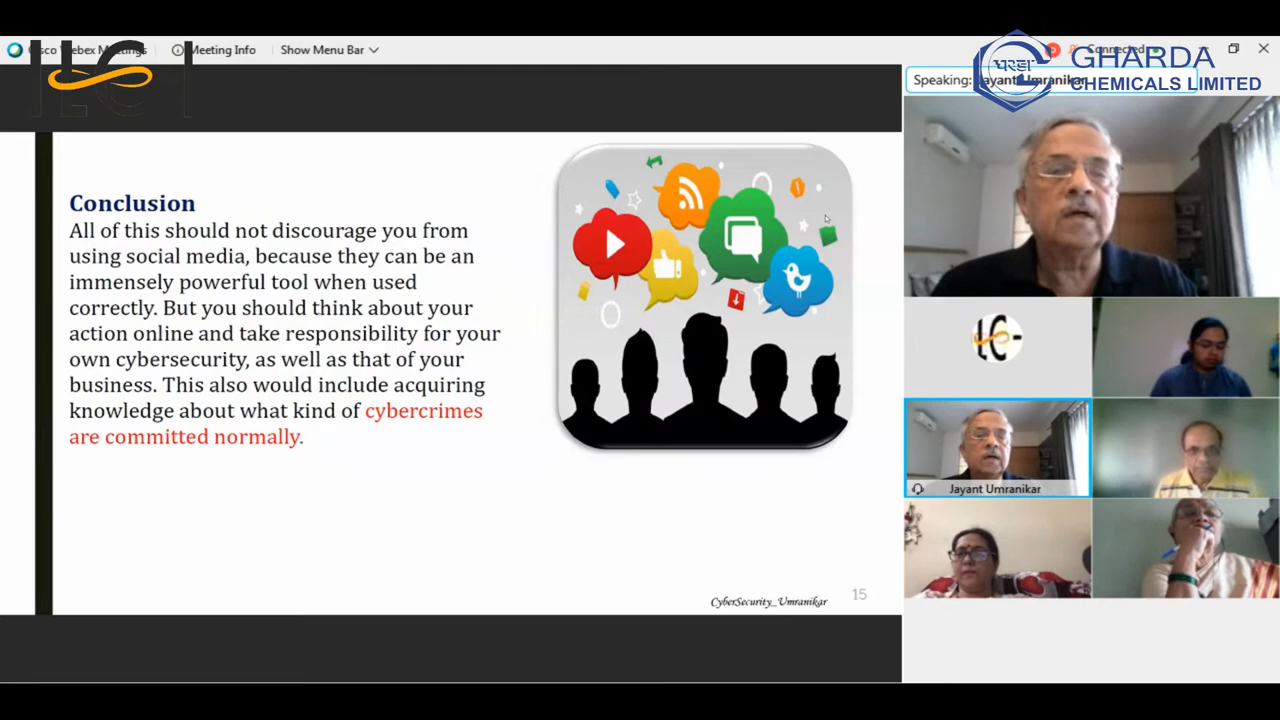 Meeting Info
Show Menu Bar
Connected
Speaking: Jayant Umranikar
घरडा
GHARDA
CHEMICALS LIMITED
Conclusion
All of this should not discourage you from
using social media, because they can be an
immensely powerful tool when used
correctly. But you should think about your
action online and take responsibility for your
own cybersecurity, as well as that of your
business. This also would include acquiring
knowledge about what kind of cybercrimes
are committed normally.
CyberSecurity_Umranikar
15
Jayant Umranikar